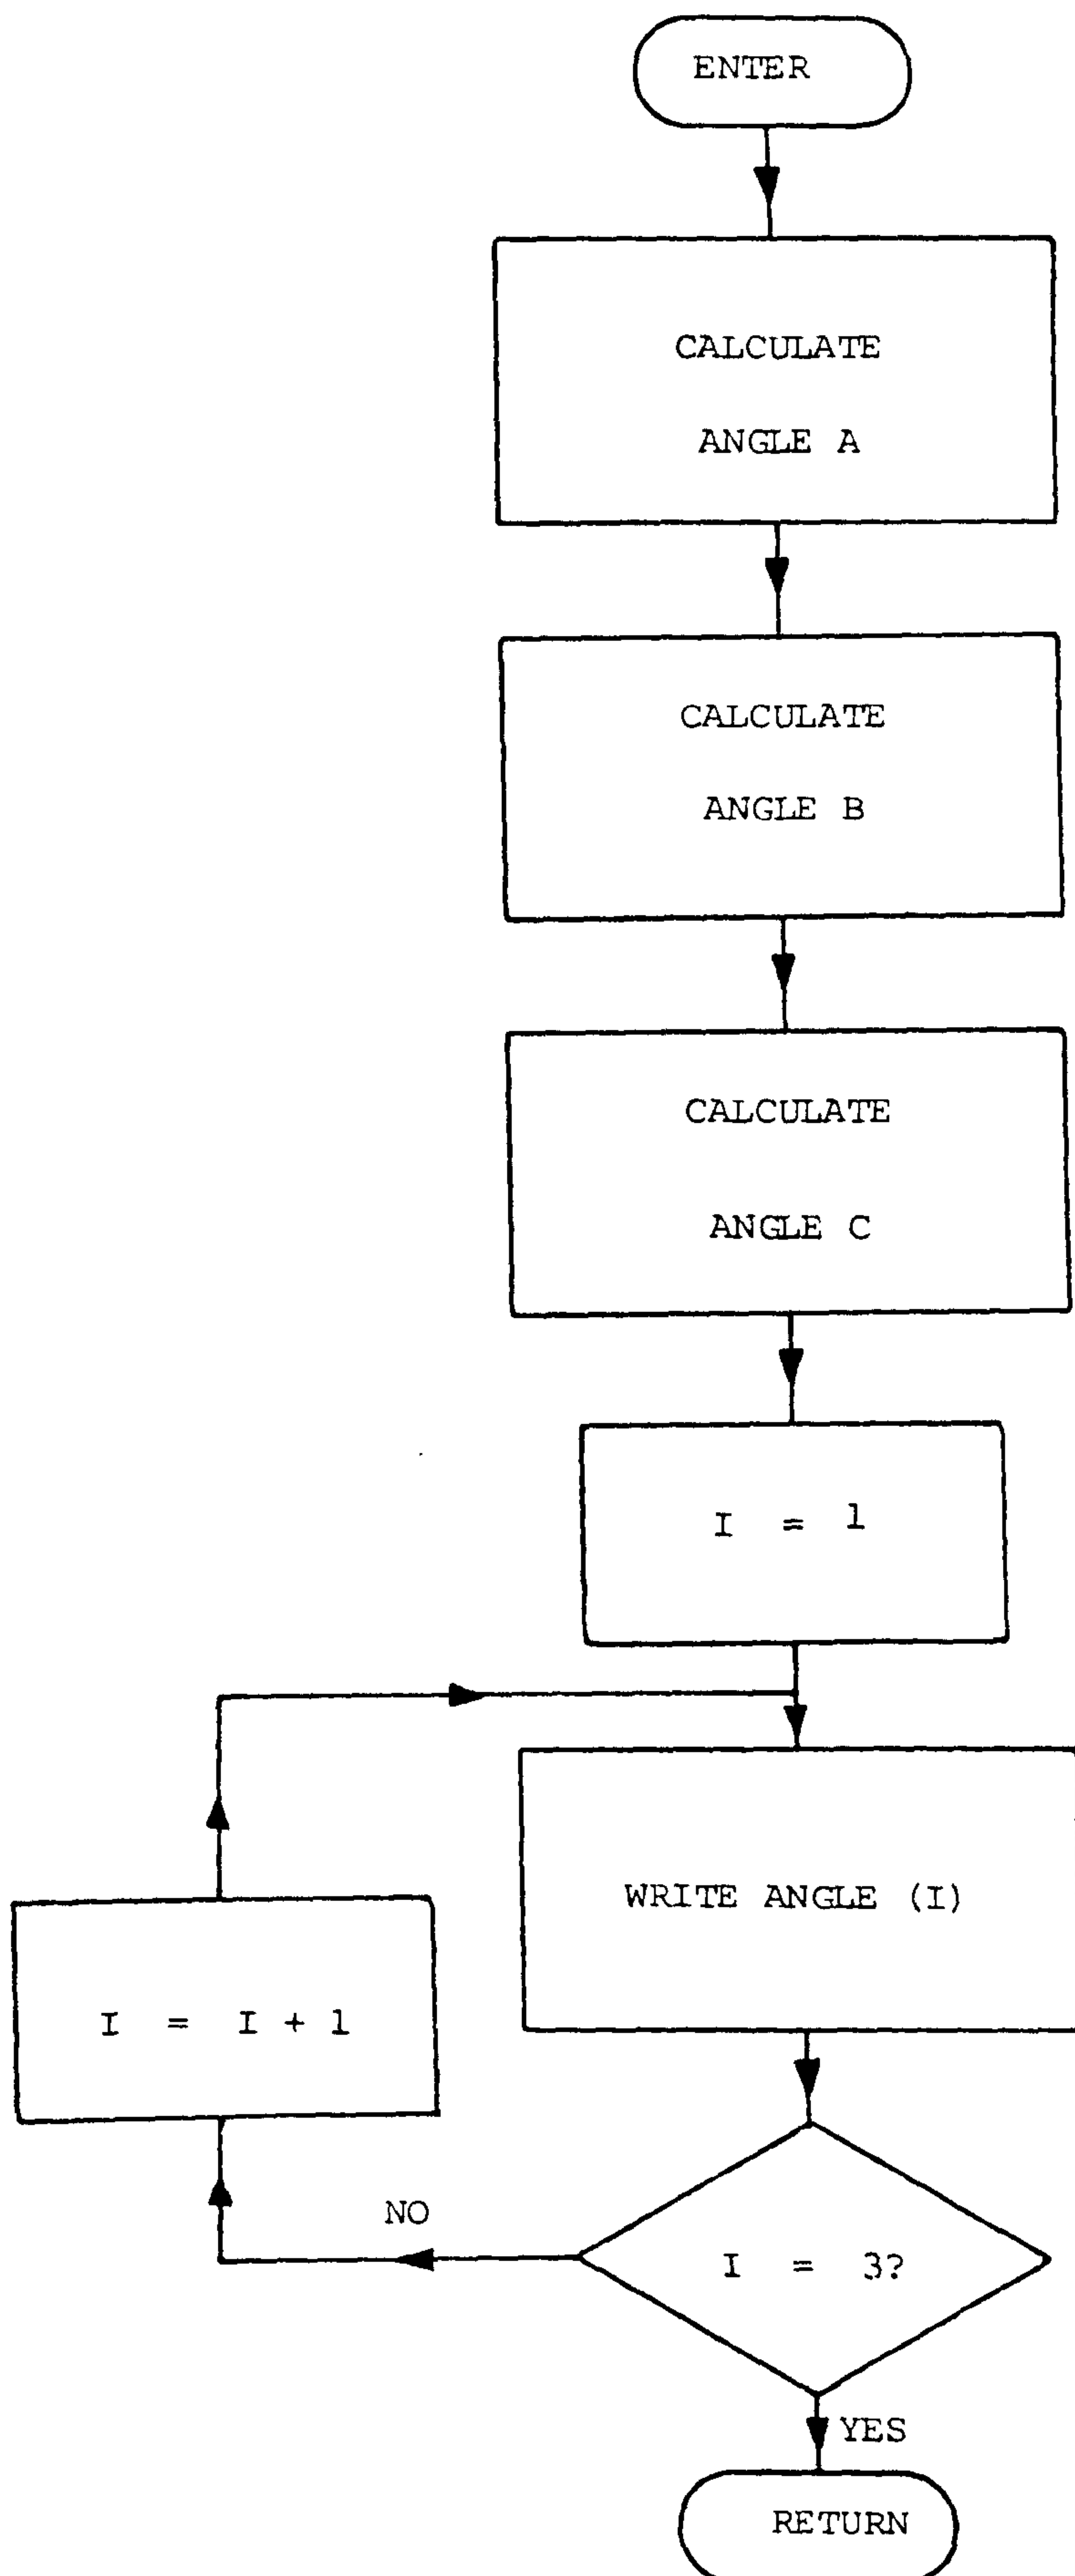 ENTER
CALCULATE
ANGLE A
CALCULATE
ANGLE B
CALCULATE
ANGLE C
I = 1
WRITE ANGLE (I)
I = I + 1
NO
I = 3?
YES
RETURN